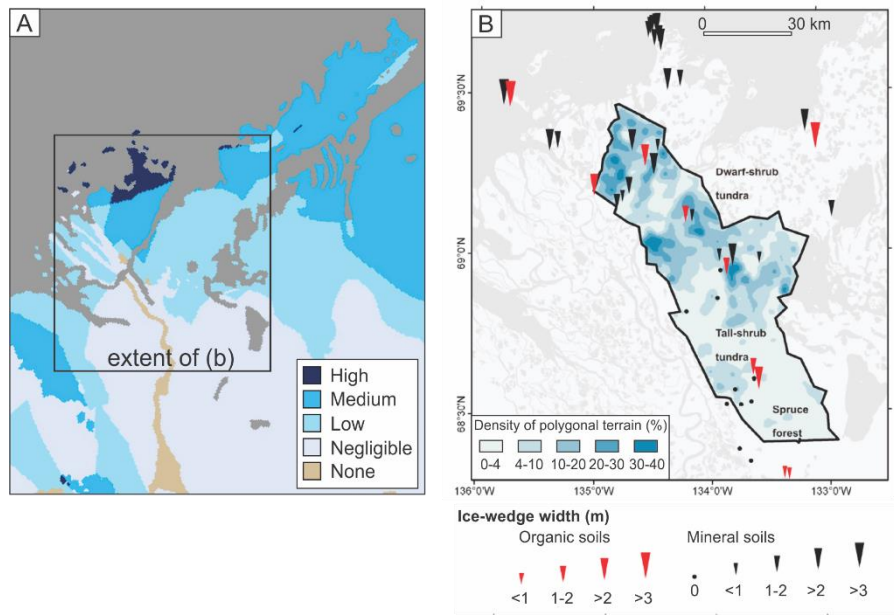 A
extent of (b)
High
Medium
Low
Negligible
None
B
0 30 km
69°30'N
69°0'N
68°30'N
Dwarf-shrub
tundra
Tall-shrub
tundra
Spruce
forest
Density of polygonal terrain (%)
0-4 4-10 10-20 20-30 30-40
136°0'W 135°0'W 134°0'W 133°0'W
Ice-wedge width (m)
Organic soils
<1 1-2 >2 >3
Mineral soils
0 <1 1-2 >2 >3